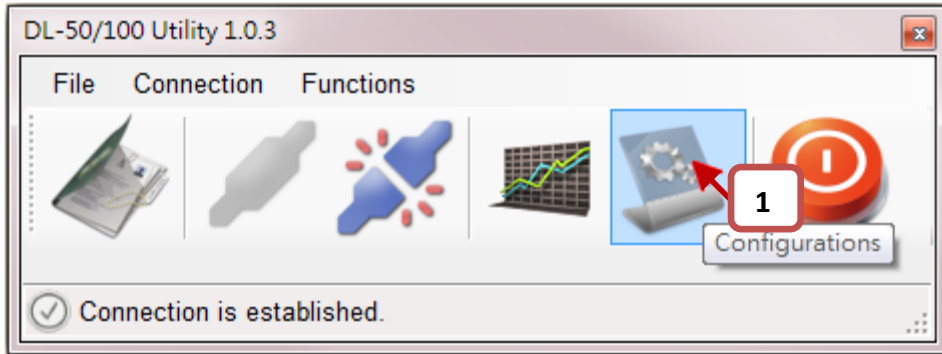 DL-50/100 Utility 1.0.3
File Connection Functions
1
Configurations
Connection is established.